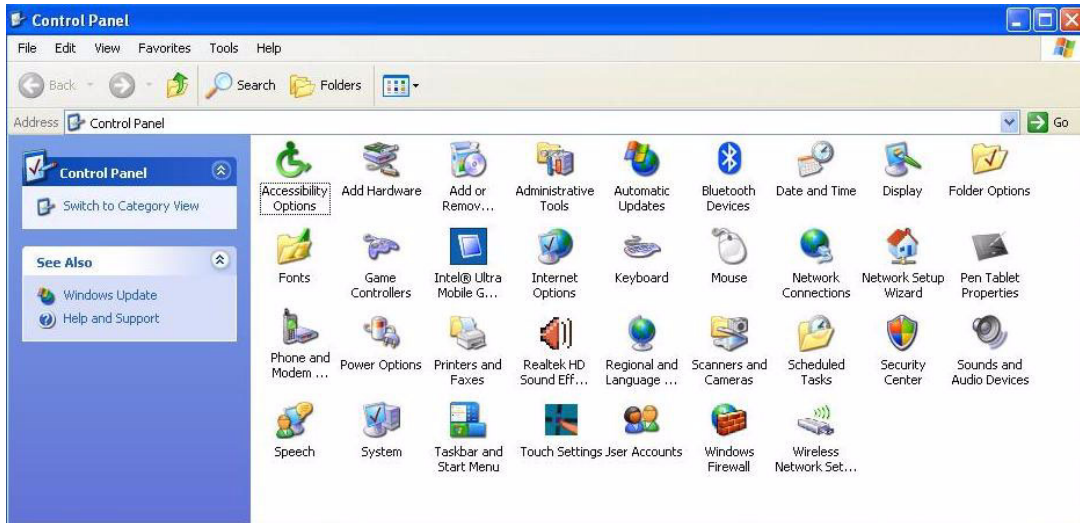 Control Panel
File Edit View Favorites Tools Help
Back Search Folders
Address Control Panel Go
Control Panel
Switch to Category View
See Also
Windows Update
Help and Support
Accessibility Options
Add Hardware
Add or Remov...
Administrative Tools
Automatic Updates
Bluetooth Devices
Date and Time
Display
Folder Options
Fonts
Game Controllers
Intel® Ultra Mobile G...
Internet Options
Keyboard
Mouse
Network Connections
Network Setup Wizard
Pen Tablet Properties
Phone and Modem ...
Power Options
Printers and Faxes
Realtek HD Sound Eff...
Regional and Language ...
Scanners and Cameras
Scheduled Tasks
Security Center
Sounds and Audio Devices
Speech
System
Taskbar and Start Menu
Touch Settings
Jser Accounts
Windows Firewall
Wireless Network Set...